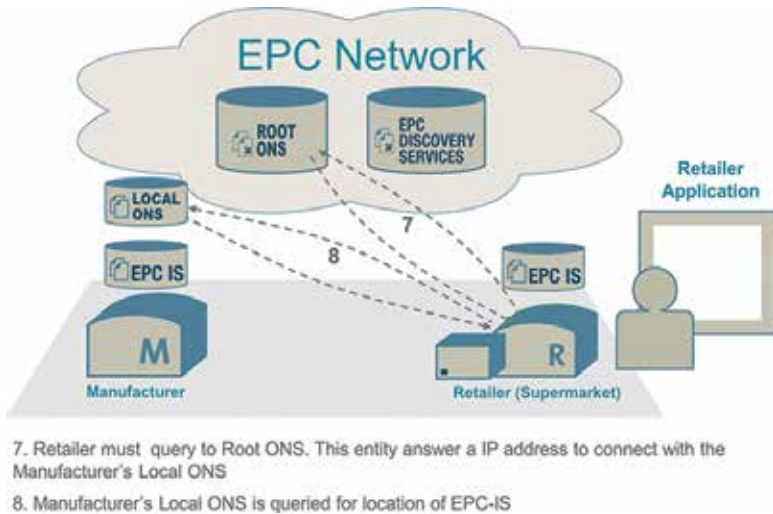 EPC Network
ROOT
ONS
EPC
DISCOVERY
SERVICES
LOCAL
ONS
EPC IS
7
8
EPC IS
Retailer
Application
M
R
Manufacturer
Retailer (Supermarket)
7. Retailer must query to Root ONS. This entity answer a IP address to connect with the
Manufacturer's Local ONS
8. Manufacturer's Local ONS is queried for location of EPC-IS